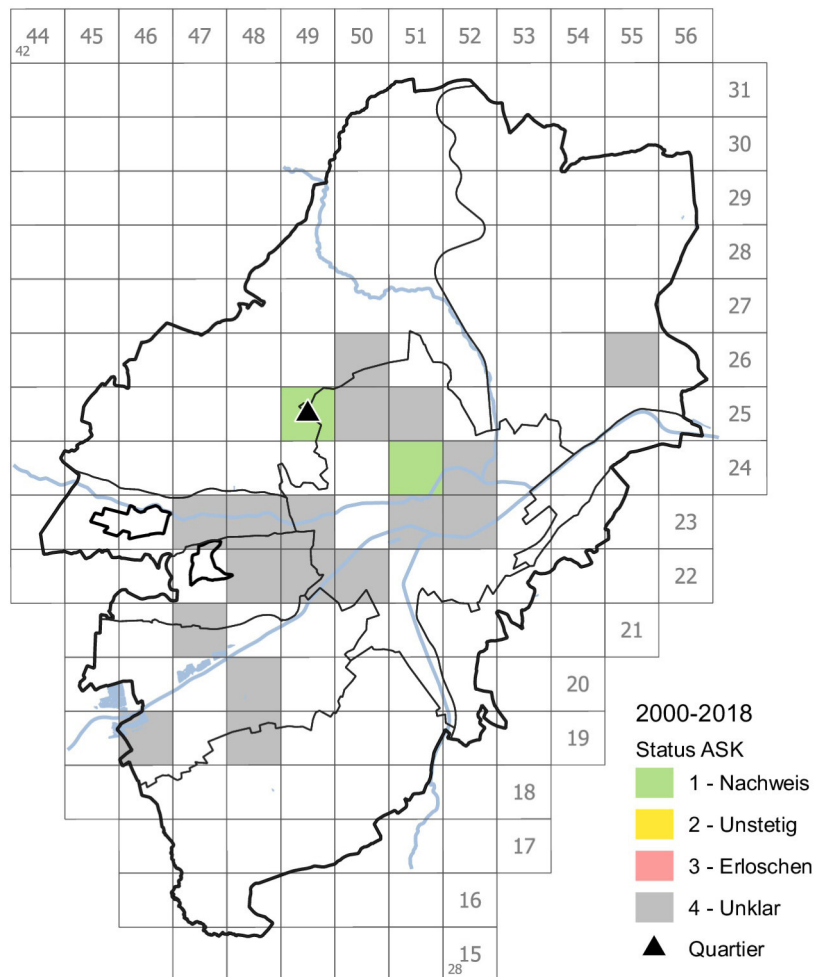 44 45 46 47 48 49 50 51 52 53 54 55 56
42
31
30
29
28
27
26
25
24
23
22
21
20
2000-2018
19
Status ASK
18
1 - Nachweis
2 - Unstetig
17
3 - Erloschen
16
4 - Unklar
15
Quartier
28